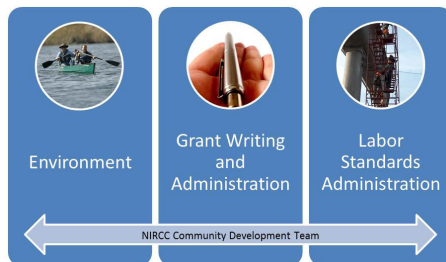 Environment
Grant Writing
and
Administration
Labor
Standards
Administration
NIRCC Community Development Team